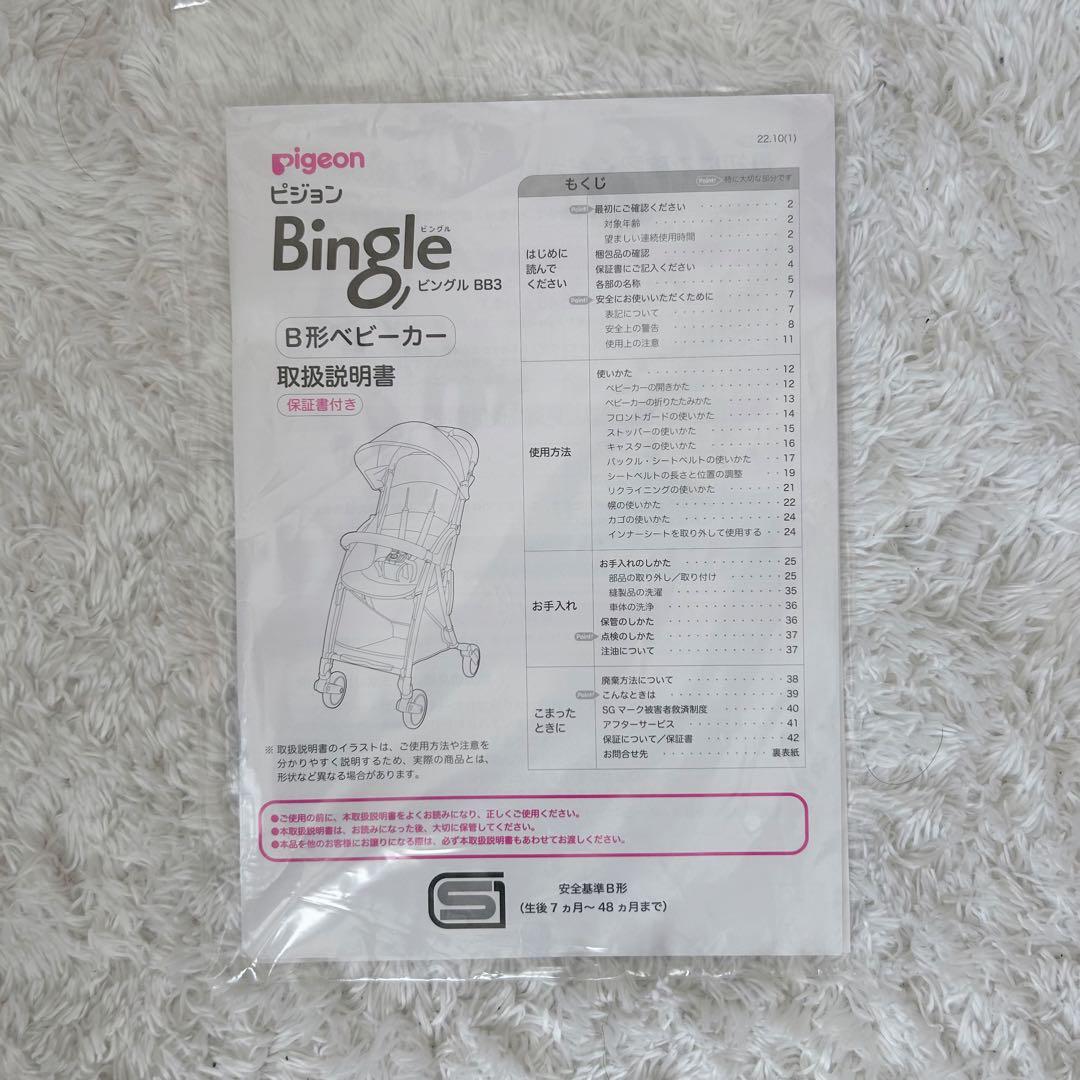 22.10(1)
pigeon
ピジョン
Bingle
ビングル
ビングル BB3
B形ベビーカー
取扱説明書
保証書付き
※ 取扱説明書のイラストは、ご使用方法や注意を
分かりやすく説明するため、実際の商品とは、
形状など異なる場合があります。
もくじ
Point! 特に大切な部分です
はじめに
読んで
ください
Point! 最初にご確認ください ・・・・・・・・・ 2
対象年齢 ・・・・・・・・・・・・ 2
望ましい連続使用時間 ・・・・・・・・ 2
梱包品の確認 ・・・・・・・・・・・・ 3
保証書にご記入ください ・・・・・・・・ 4
各部の名称 ・・・・・・・・・・・・・ 5
Point! 安全にお使いいただくために ・・・・・・ 7
表記について ・・・・・・・・・・・ 7
安全上の警告 ・・・・・・・・・・・ 8
使用上の注意 ・・・・・・・・・・・ 11
使用方法
使いかた ・・・・・・・・・・・・・・ 12
ベビーカーの開きかた ・・・・・・・・ 12
ベビーカーの折りたたみかた ・・・・・ 13
フロントガードの使いかた ・・・・・・ 14
ストッパーの使いかた ・・・・・・・・ 15
キャスターの使いかた ・・・・・・・・ 16
バックル・シートベルトの使いかた ・・ 17
シートベルトの長さと位置の調整 ・・・ 19
リクライニングの使いかた ・・・・・・ 21
幌の使いかた ・・・・・・・・・・・ 22
カゴの使いかた ・・・・・・・・・・ 24
インナーシートを取り外して使用する ・・ 24
お手入れ
お手入れのしかた ・・・・・・・・・・ 25
部品の取り外し／取り付け ・・・・・・ 25
縫製品の洗濯 ・・・・・・・・・・・ 35
車体の洗浄 ・・・・・・・・・・・・ 36
保管のしかた ・・・・・・・・・・・・ 36
Point! 点検のしかた ・・・・・・・・・・・・ 37
注油について ・・・・・・・・・・・・ 37
こまった
ときに
廃棄方法について ・・・・・・・・・・ 38
Point! こんなときは ・・・・・・・・・・・・ 39
SG マーク被害者救済制度 ・・・・・・・・ 40
アフターサービス ・・・・・・・・・・ 41
保証について／保証書 ・・・・・・・・ 42
お問合せ先 ・・・・・・・・・・・・ 裏表紙
●ご使用の前に、本取扱説明書をよくお読みになり、正しくご使用ください。
●本取扱説明書は、お読みになった後、大切に保管してください。
●本品を他のお客様にお譲りになる際は、必ず本取扱説明書もあわせてお渡しください。
安全基準Ｂ形
（生後 7 ヵ月〜 48 ヵ月まで）